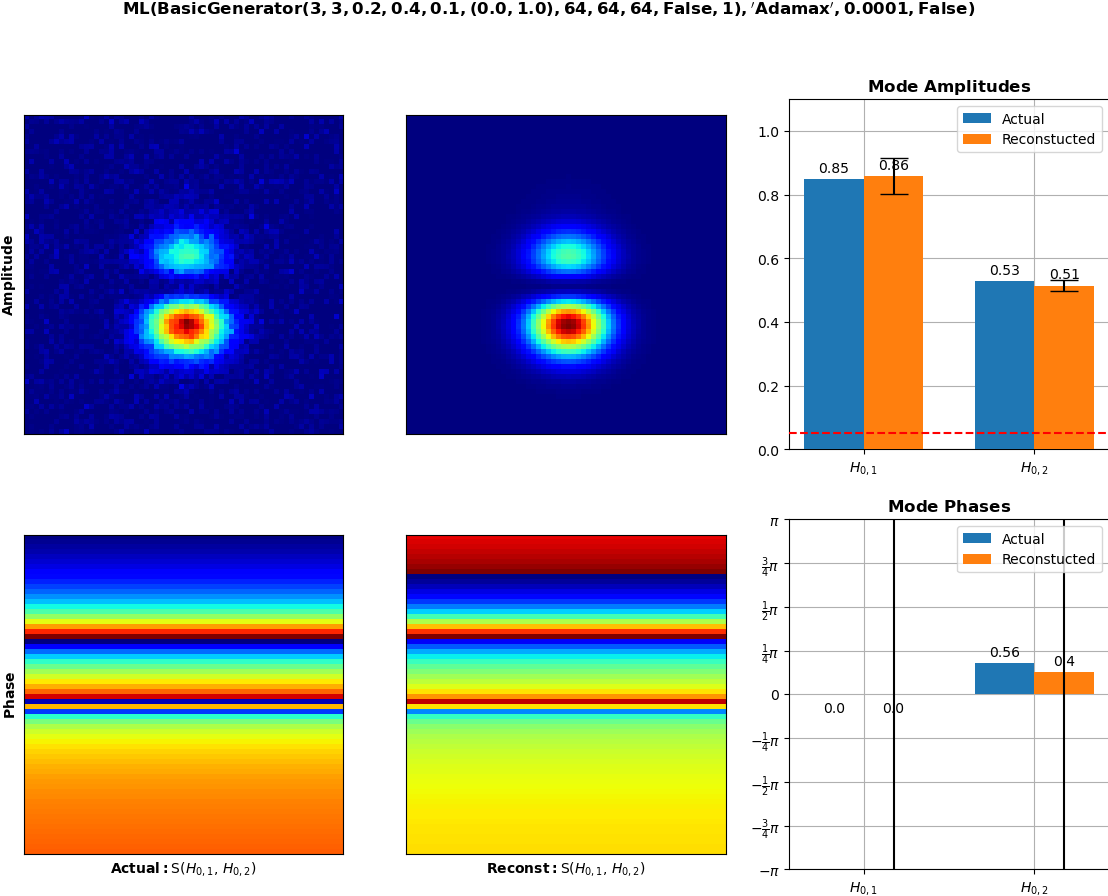 ML(BasicGenerator(3, 3, 0.2, 0.4, 0.1, (0.0, 1.0), 64, 64, 64, False, 1), ′Adamax′, 0.0001, False)
Mode Amplitudes
Amplitude
1.0
0.8
0.6
0.4
0.2
0.0
Actual
Reconstucted
0.85
0.86
0.53
0.51
H0,1
H0,2
Mode Phases
Phase
π
3/4π
1/2π
1/4π
0
−1/4π
−1/2π
−3/4π
−π
Actual
Reconstucted
0.56
0.4
0.0
0.0
H0,1
H0,2
Actual: S(H0,1, H0,2)
Reconst: S(H0,1, H0,2)